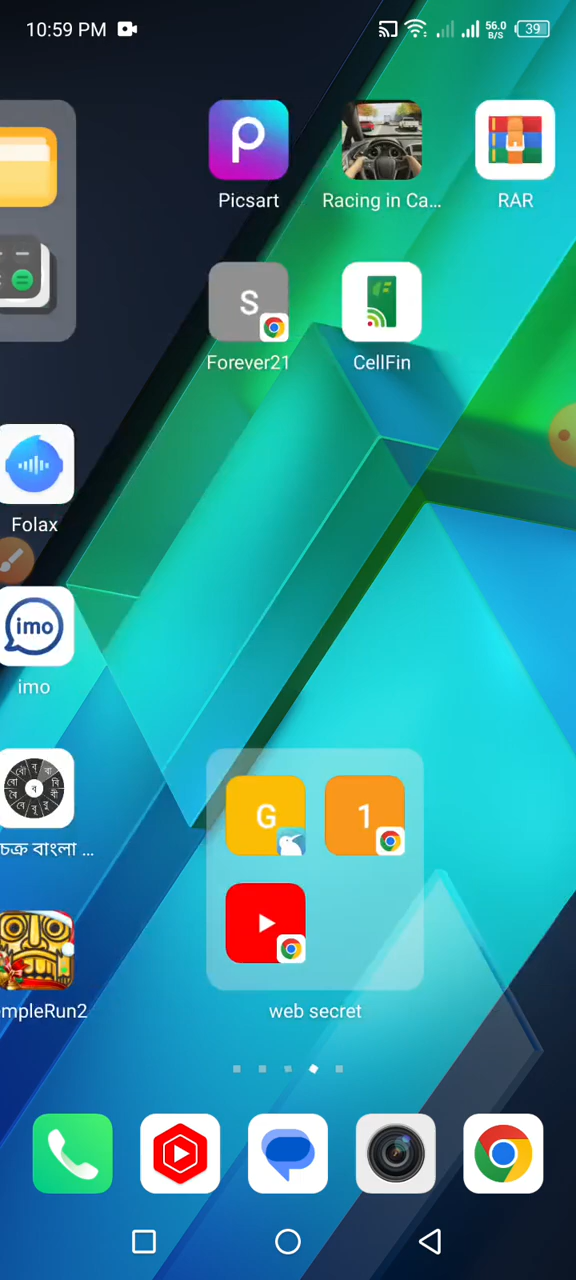 10:59 PM
56.0
B/S
39
Picsart
Racing in Ca...
RAR
S
Forever21
CellFin
Folax
imo
imo
চক্র বাংলা ...
G
1
mpleRun2
web secret